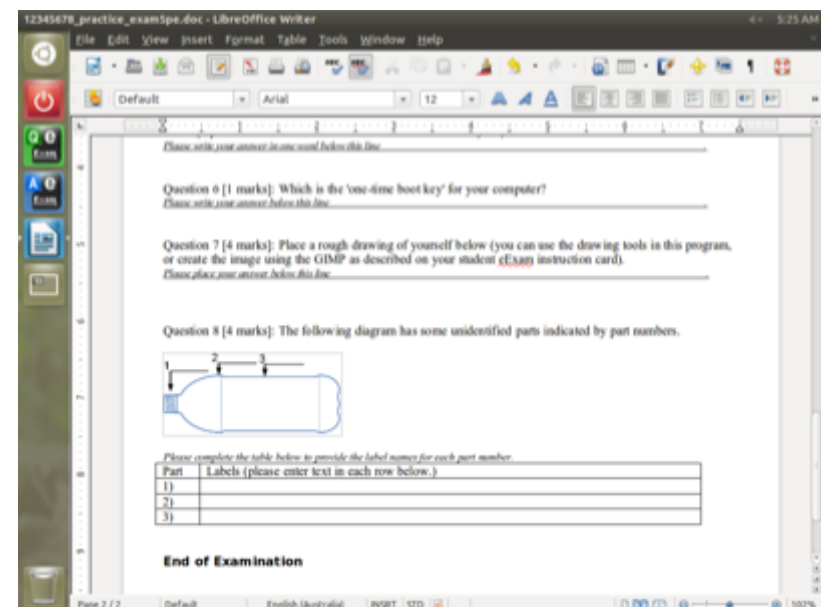 12345678_practice_examSpe.doc - LibreOffice Writer 5:25 AM
File Edit View Insert Format Table Tools Window Help
Default Arial 12
Please write your answer in one word below this line
Question 6 [1 marks]: Which is the 'one-time boot key' for your computer?
Please write your answer below this line
Question 7 [4 marks]: Place a rough drawing of yourself below (you can use the drawing tools in this program,
or create the image using the GIMP as described on your student eExam instruction card).
Please place your answer below this line
Question 8 [4 marks]: The following diagram has some unidentified parts indicated by part numbers.
1 2 3
Please complete the table below to provide the label names for each part number.
Part Labels (please enter text in each row below.)
1)
2)
3)
End of Examination
Page 2 / 2 Default English (Australia) INSRT STD 102%